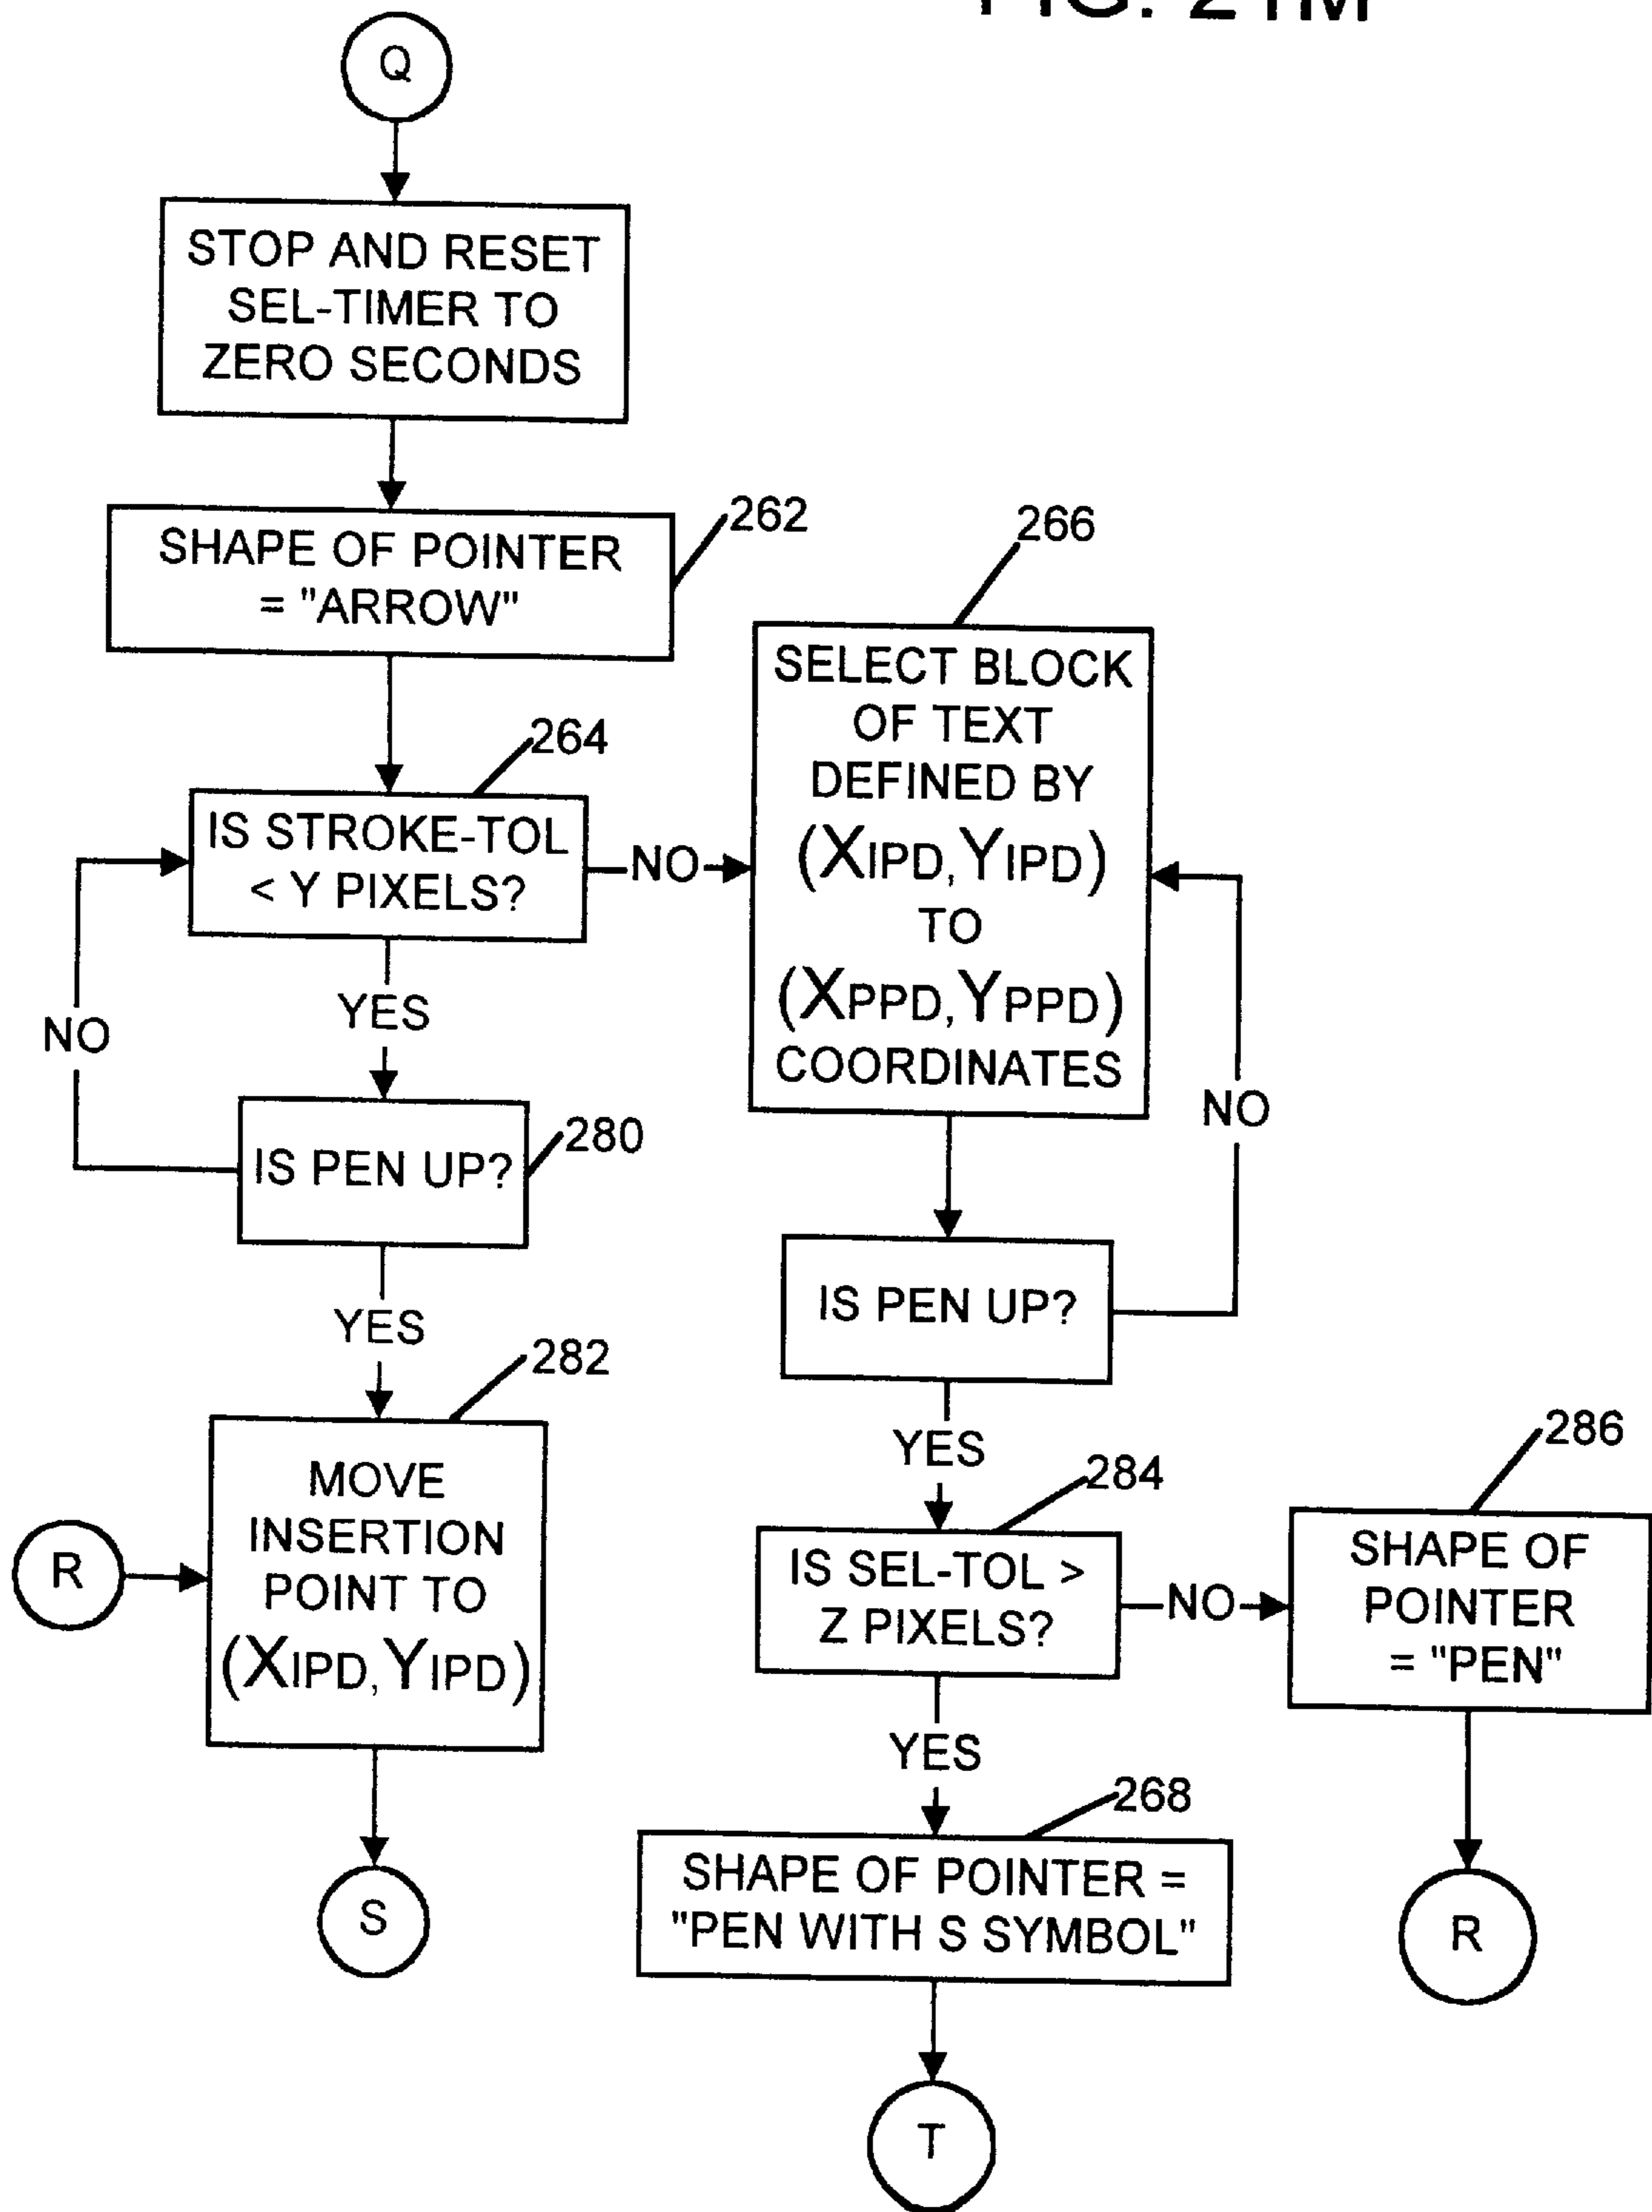 FIG. 21M
Q
STOP AND RESET
SEL-TIMER TO
ZERO SECONDS
262
SHAPE OF POINTER
= "ARROW"
264
IS STROKE-TOL
< Y PIXELS?
NO
YES
NO
280
IS PEN UP?
YES
282
MOVE
INSERTION
POINT TO
(XIPD, YIPD)
R
S
266
SELECT BLOCK
OF TEXT
DEFINED BY
(XIPD, YIPD)
TO
(XPPD, YPPD)
COORDINATES
NO
IS PEN UP?
YES
284
IS SEL-TOL >
Z PIXELS?
NO
286
SHAPE OF
POINTER
= "PEN"
R
YES
268
SHAPE OF POINTER =
"PEN WITH S SYMBOL"
T